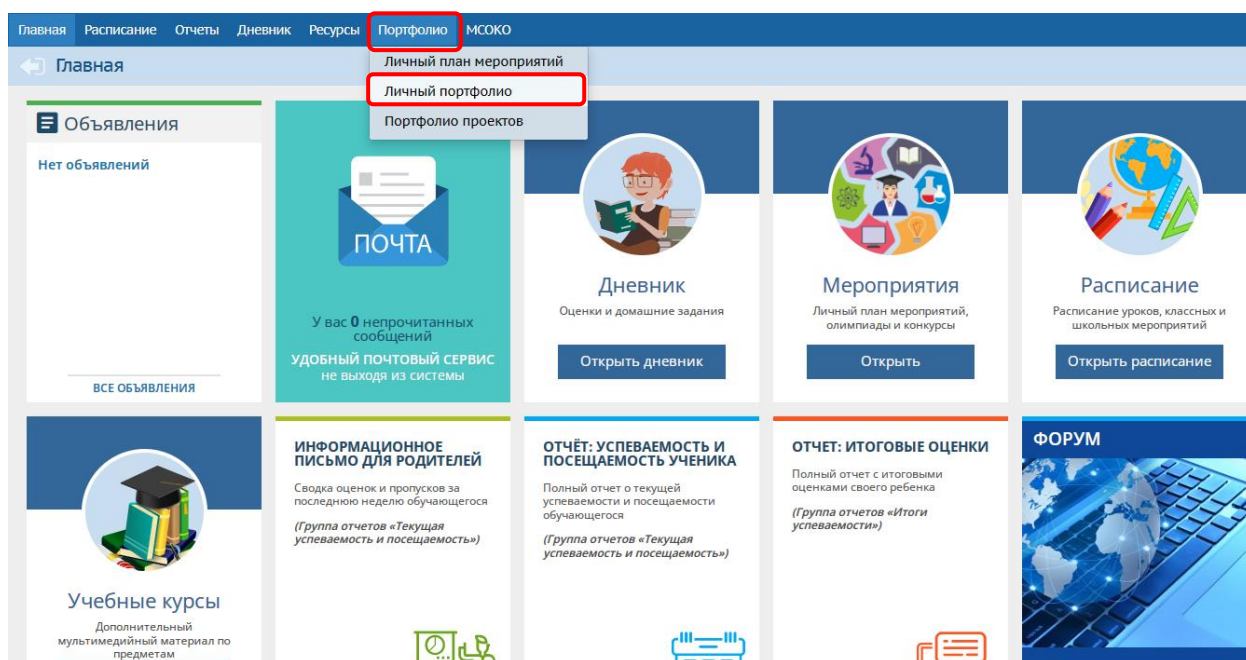 Главная Расписание Отчеты Дневник Ресурсы Портфолио МСОКО
Главная
Личный план мероприятий
Личный портфолио
Портфолио проектов
Объявления
Нет объявлений
ВСЕ ОБЪЯВЛЕНИЯ
ПОЧТА
У вас 0 непрочитанных
сообщений
УДОБНЫЙ ПОЧТОВЫЙ СЕРВИС
не выходя из системы
Дневник
Оценки и домашние задания
Открыть дневник
Мероприятия
Личный план мероприятий,
олимпиады и конкурсы
Открыть
Расписание
Расписание уроков, классных и
школьных мероприятий
Открыть расписание
Учебные курсы
Дополнительный
мультимедийный материал по
предметам
ИНФОРМАЦИОННОЕ
ПИСЬМО ДЛЯ РОДИТЕЛЕЙ
Сводка оценок и пропусков за
последнюю неделю обучающегося
(Группа отчетов «Текущая
успеваемость и посещаемость»)
ОТЧЁТ: УСПЕВАЕМОСТЬ И
ПОСЕЩАЕМОСТЬ УЧЕНИКА
Полный отчет о текущей
успеваемости и посещаемости
обучающегося
(Группа отчетов «Текущая
успеваемость и посещаемость»)
ОТЧЕТ: ИТОГОВЫЕ ОЦЕНКИ
Полный отчет с итоговыми
оценками своего ребенка
(Группа отчетов «Итоги
успеваемости»)
ФОРУМ